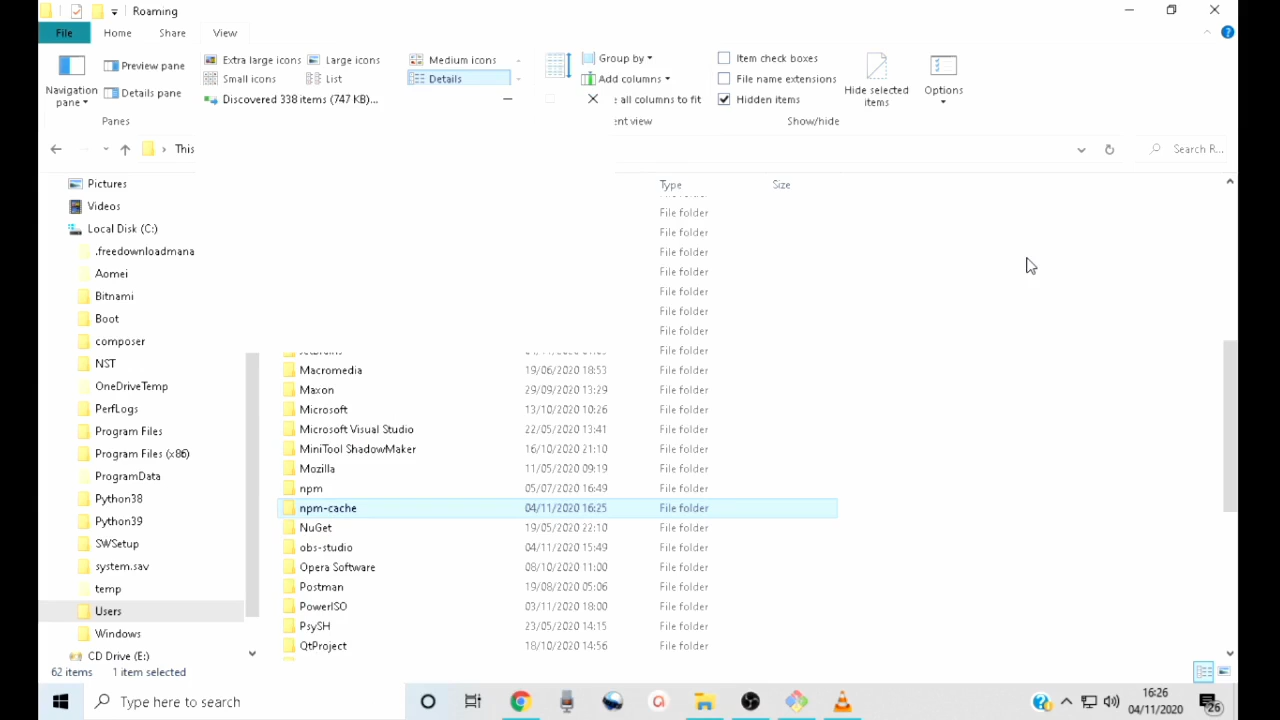 Roaming
File Home Share View
Extra large icons Large icons Medium icons Group by Item check boxes
Navigation pane Preview pane Small icons List Details Add columns File name extensions Hide selected items Options
Details pane Discovered 338 items (747 KB)... e all columns to fit Hidden items
Panes ent view Show/hide
This Search R...
Pictures
Videos
Local Disk (C:)
.freedownloadmana
Aomei
Bitnami
Boot
composer
NST
OneDriveTemp
PerfLogs
Program Files
Program Files (x86)
ProgramData
Python38
Python39
SWSetup
system.sav
temp
Users
Windows
CD Drive (E:)
Type Size
File folder
File folder
File folder
File folder
File folder
File folder
File folder
File folder
Macromedia 19/06/2020 18:53 File folder
Maxon 29/09/2020 13:29 File folder
Microsoft 13/10/2020 10:26 File folder
Microsoft Visual Studio 22/05/2020 13:41 File folder
MiniTool ShadowMaker 16/10/2020 21:10 File folder
Mozilla 11/05/2020 09:19 File folder
npm 05/07/2020 16:49 File folder
npm-cache 04/11/2020 16:25 File folder
NuGet 19/05/2020 22:10 File folder
obs-studio 04/11/2020 15:49 File folder
Opera Software 08/10/2020 11:00 File folder
Postman 19/08/2020 05:06 File folder
PowerISO 03/11/2020 18:00 File folder
PsySH 23/05/2020 14:15 File folder
QtProject 18/10/2020 14:56 File folder
62 items 1 item selected
Type here to search 16:26
04/11/2020 26